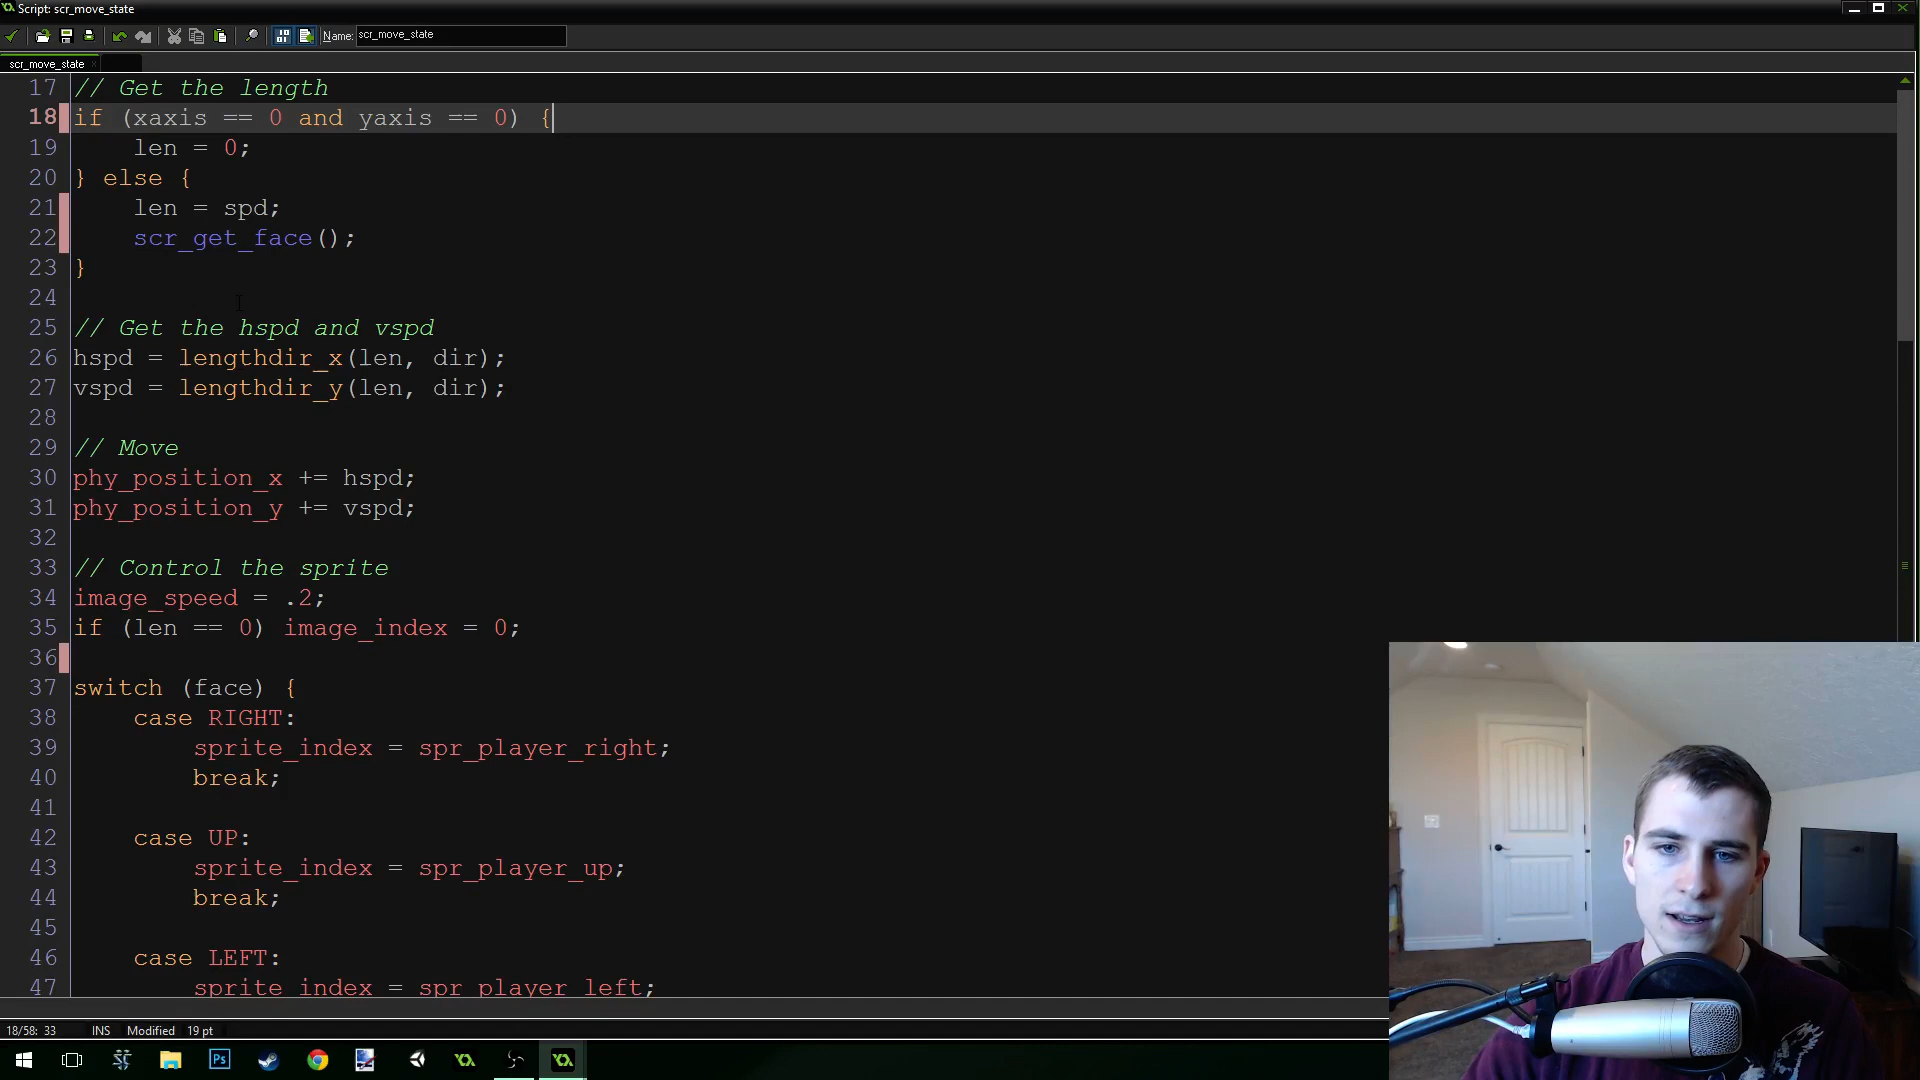 Script: scr_move_state
Name: scr_move_state
scr_move_state
17 // Get the length
18 if (xaxis == 0 and yaxis == 0) {
19 len = 0;
20 } else {
21 len = spd;
22 scr_get_face();
23 }
24
25 // Get the hspd and vspd
26 hspd = lengthdir_x(len, dir);
27 vspd = lengthdir_y(len, dir);
28
29 // Move
30 phy_position_x += hspd;
31 phy_position_y += vspd;
32
33 // Control the sprite
34 image_speed = .2;
35 if (len == 0) image_index = 0;
36
37 switch (face) {
38 case RIGHT:
39 sprite_index = spr_player_right;
40 break;
41
42 case UP:
43 sprite_index = spr_player_up;
44 break;
45
46 case LEFT:
47 sprite_index = spr_player_left;
18/58: 33 INS Modified 19 pt
Ps